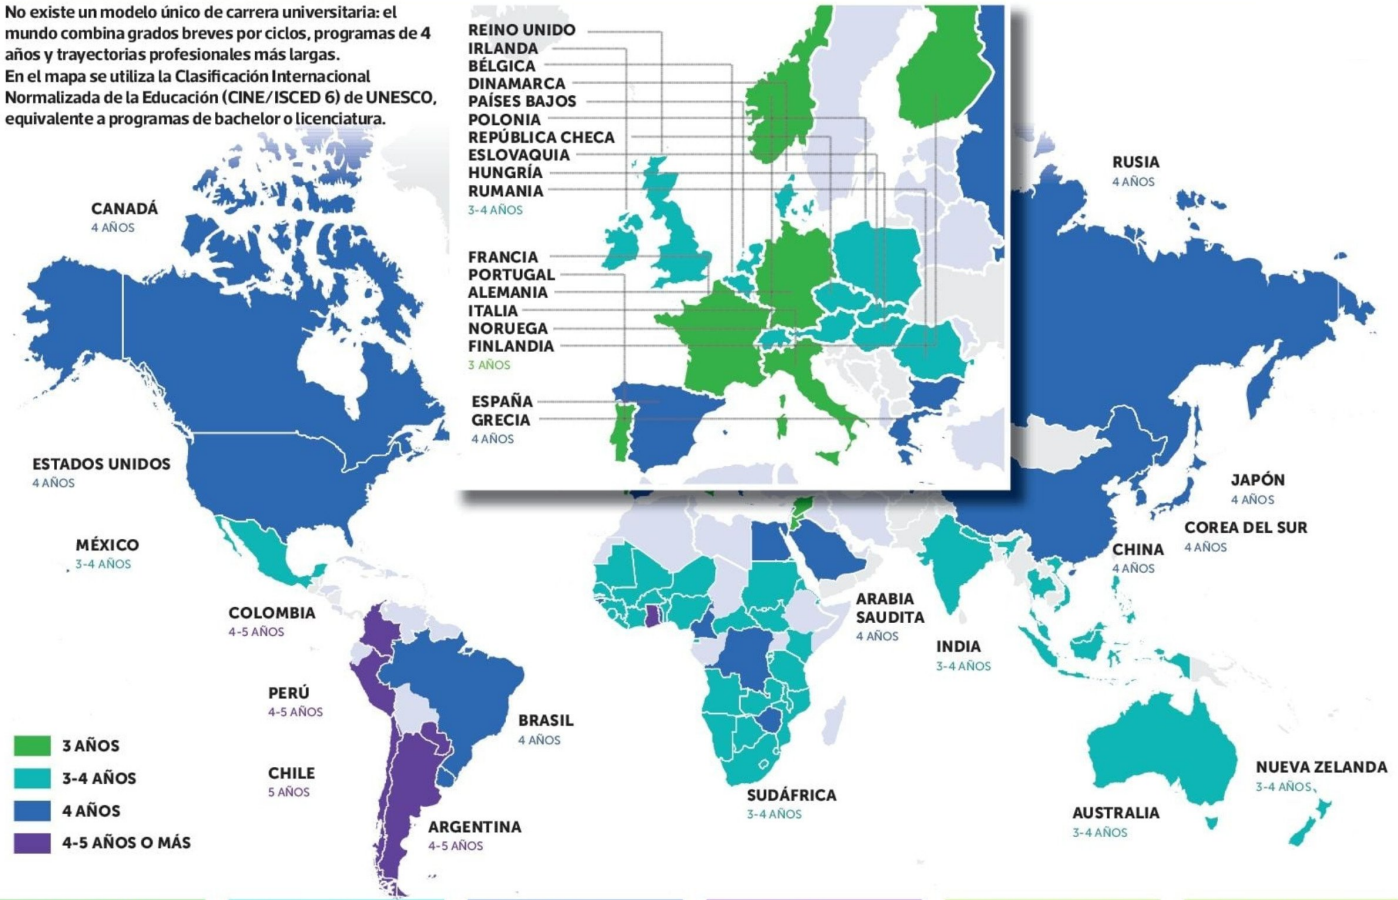 No existe un modelo único de carrera universitaria: el
mundo combina grados breves por ciclos, programas de 4
años y trayectorias profesionales más largas.
En el mapa se utiliza la Clasificación Internacional
Normalizada de la Educación (CINE/ISCED 6) de UNESCO,
equivalente a programas de bachelor o licenciatura.
REINO UNIDO
IRLANDA
BÉLGICA
DINAMARCA
PAÍSES BAJOS
POLONIA
REPÚBLICA CHECA
ESLOVAQUIA
HUNGRÍA
RUMANIA
3-4 AÑOS
FRANCIA
PORTUGAL
ALEMANIA
ITALIA
NORUEGA
FINLANDIA
3 AÑOS
ESPAÑA
GRECIA
4 AÑOS
RUSIA
4 AÑOS
CANADÁ
4 AÑOS
ESTADOS UNIDOS
4 AÑOS
MÉXICO
3-4 AÑOS
COLOMBIA
4-5 AÑOS
PERÚ
4-5 AÑOS
CHILE
5 AÑOS
BRASIL
4 AÑOS
ARGENTINA
4-5 AÑOS
JAPÓN
4 AÑOS
COREA DEL SUR
4 AÑOS
CHINA
4 AÑOS
ARABIA
SAUDITA
4 AÑOS
INDIA
3-4 AÑOS
SUDÁFRICA
3-4 AÑOS
AUSTRALIA
3-4 AÑOS
NUEVA ZELANDA
3-4 AÑOS
3 AÑOS
3-4 AÑOS
4 AÑOS
4-5 AÑOS O MÁS